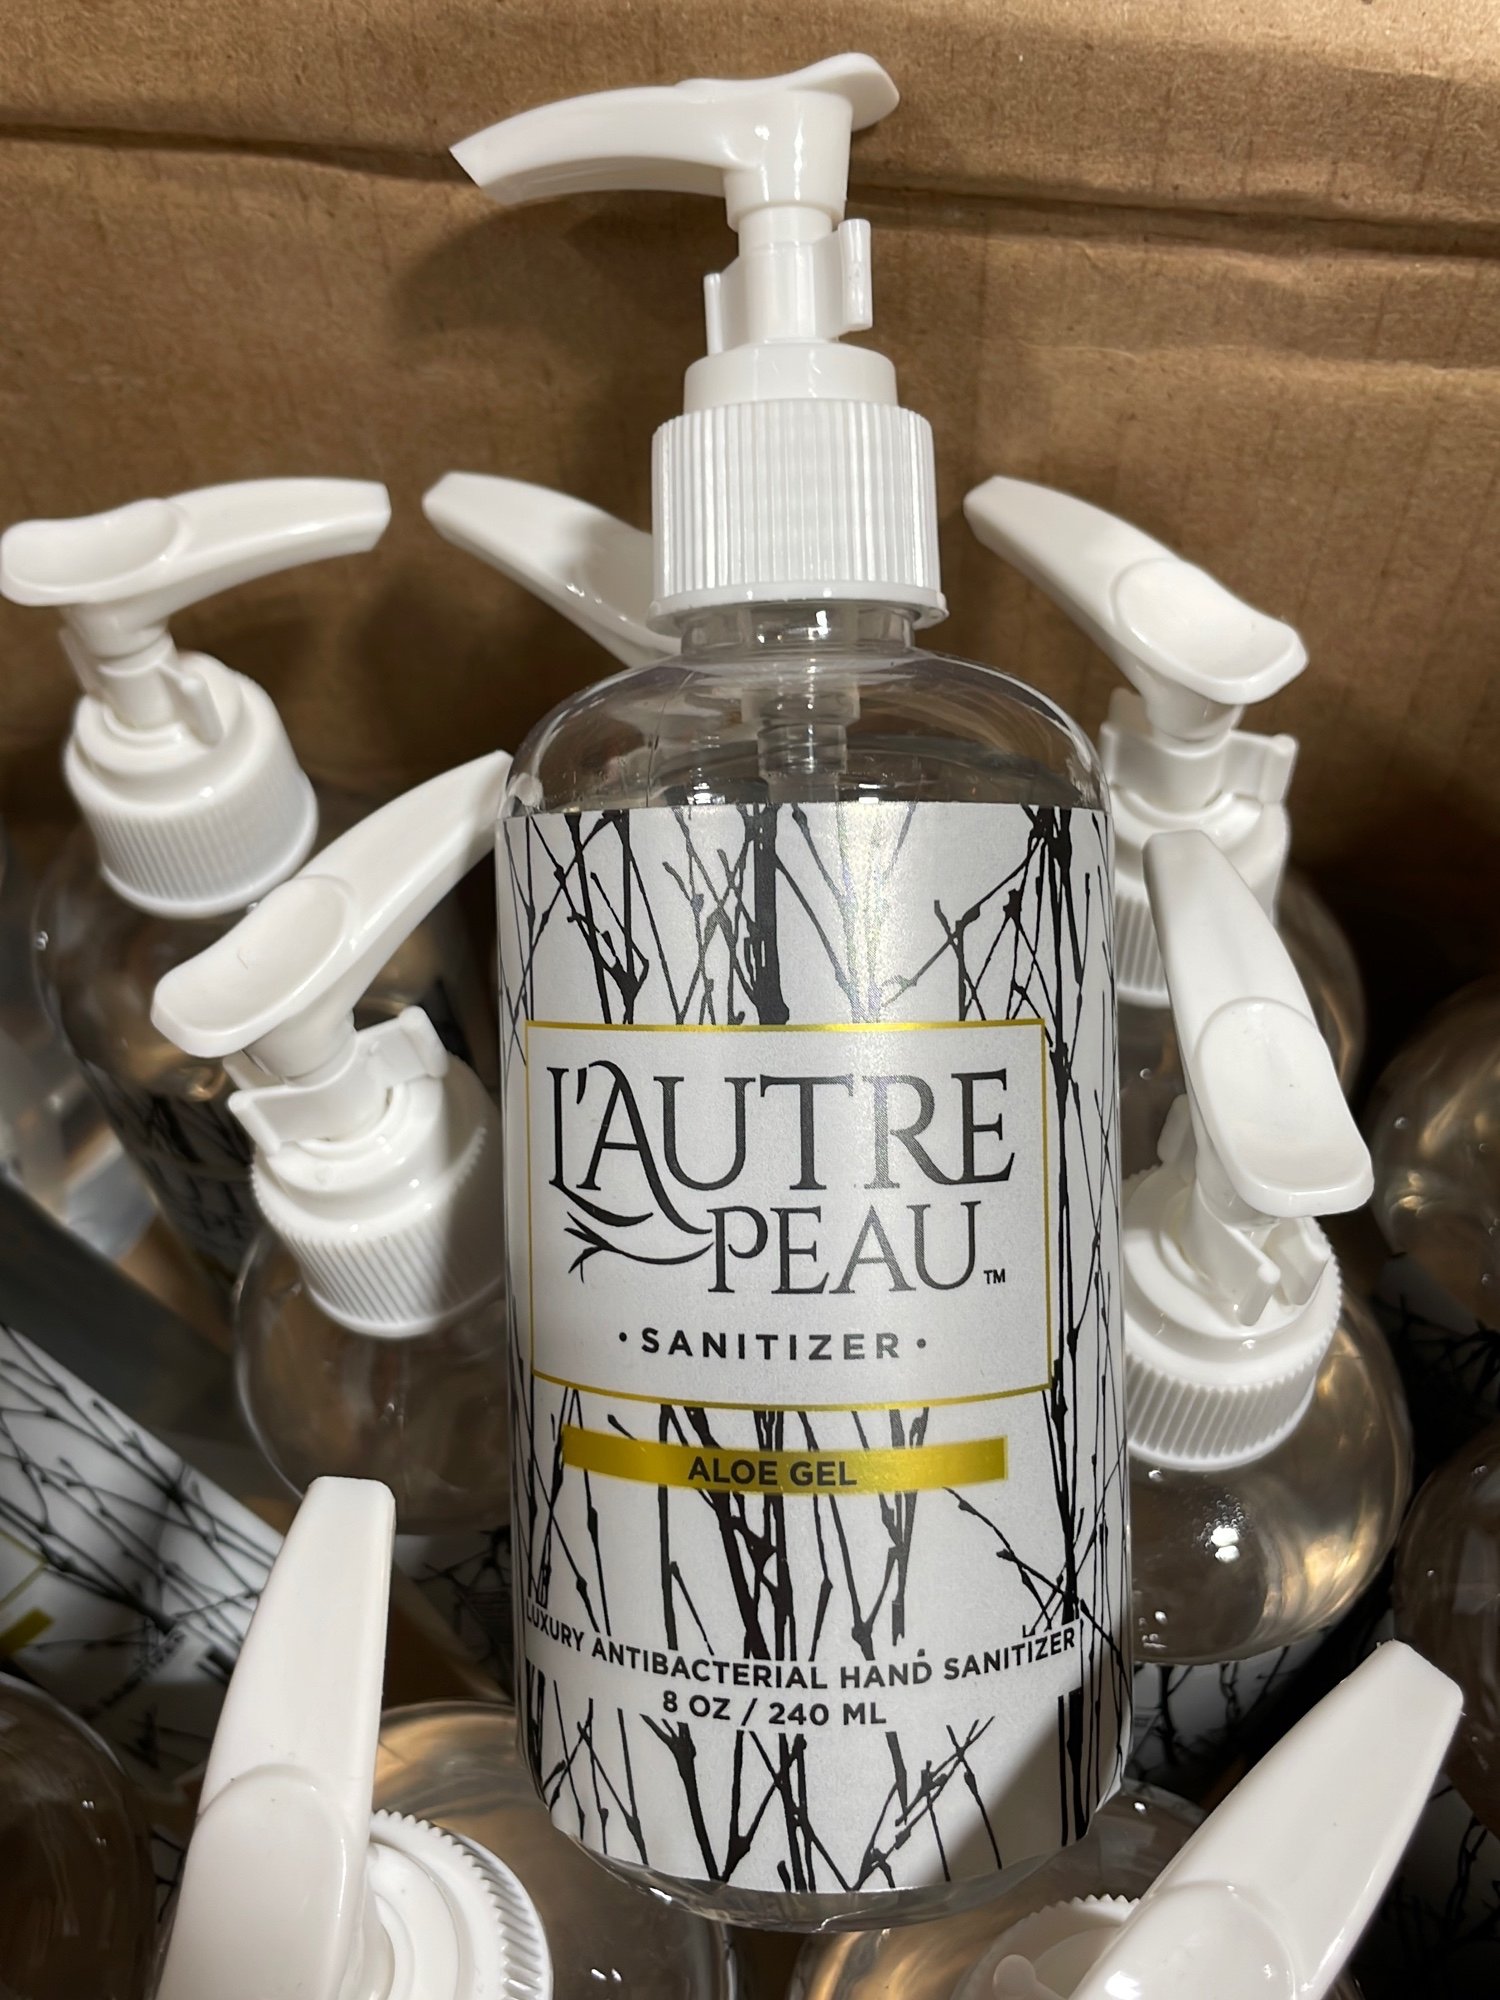 L'AUTRE
PEAU™
•SANITIZER•
ALOE GEL
LUXURY ANTIBACTERIAL HAND SANITIZER
8 OZ / 240 ML